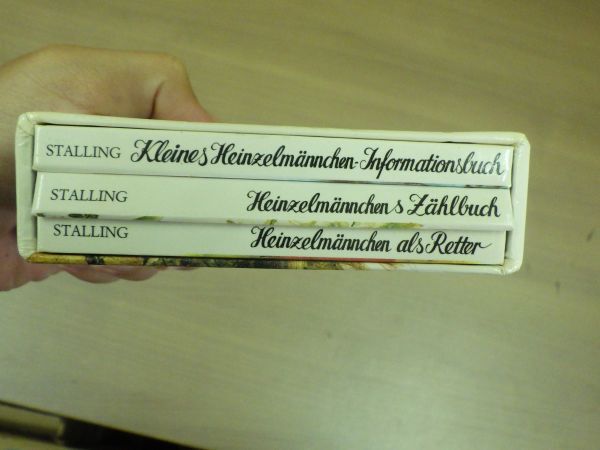 STALLING Kleines Heinzelmännchen-Informationsbuch
STALLING Heinzelmännchens Zählbuch
STALLING Heinzelmännchen als Retter